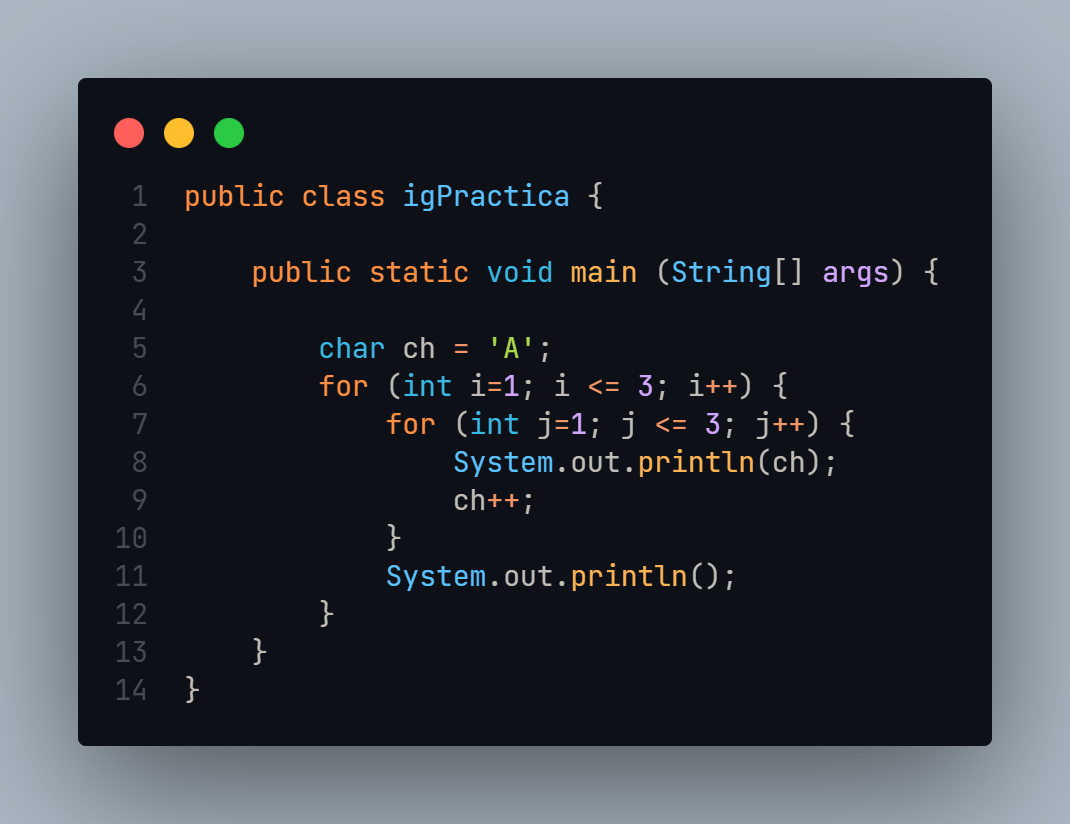 1 public class igPractica {
2
3     public static void main (String[] args) {
4
5         char ch = 'A';
6         for (int i=1; i <= 3; i++) {
7             for (int j=1; j <= 3; j++) {
8                 System.out.println(ch);
9                 ch++;
10             }
11             System.out.println();
12         }
13     }
14 }